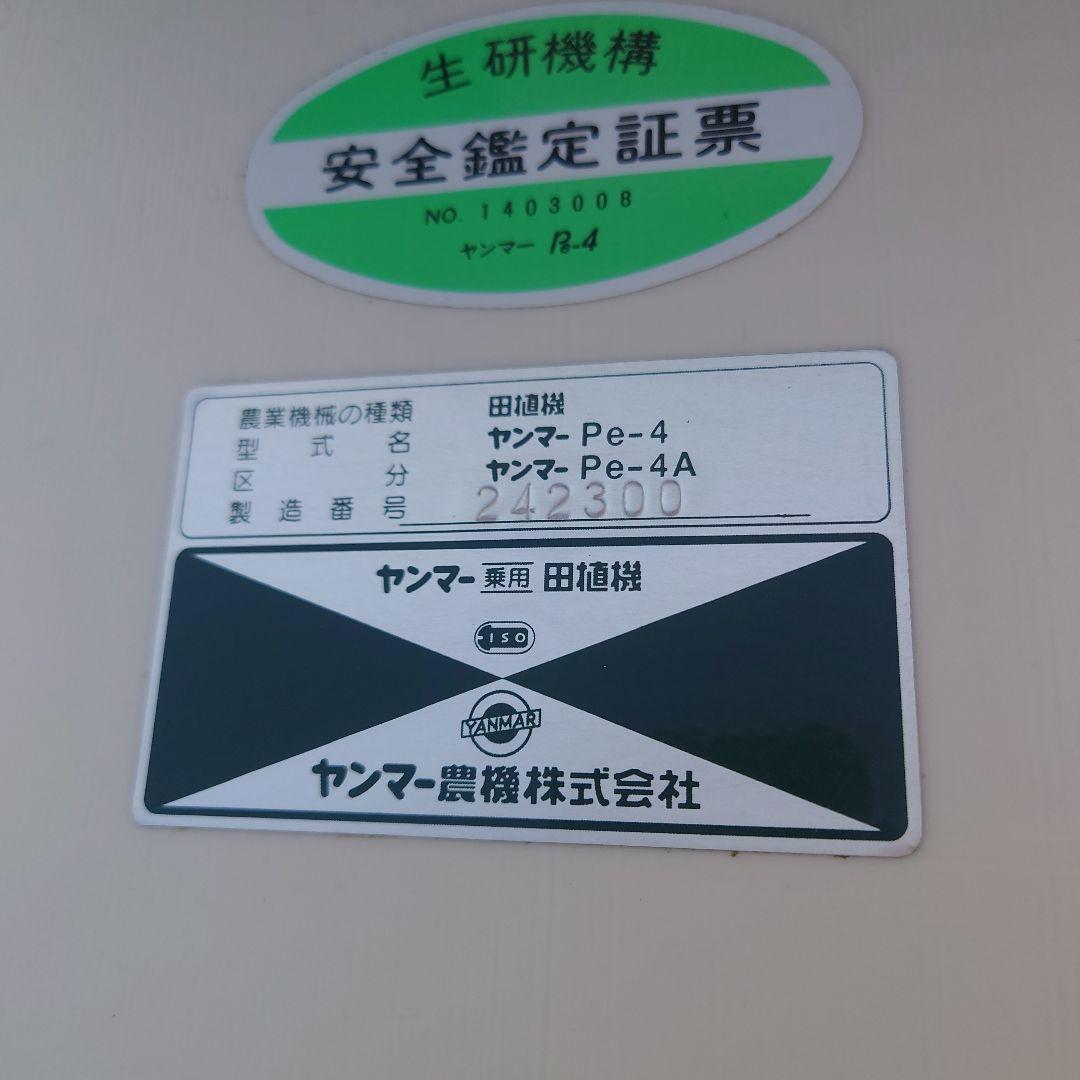 生研機構
安全鑑定証票
NO. 1403008
ヤンマー Pe-4
農業機械の種類 田植機
型式名 ヤンマー Pe-4
区分 ヤンマー Pe-4A
製造番号 242300
ヤンマー 乗用 田植機
ISO
YANMAR
ヤンマー農機株式会社